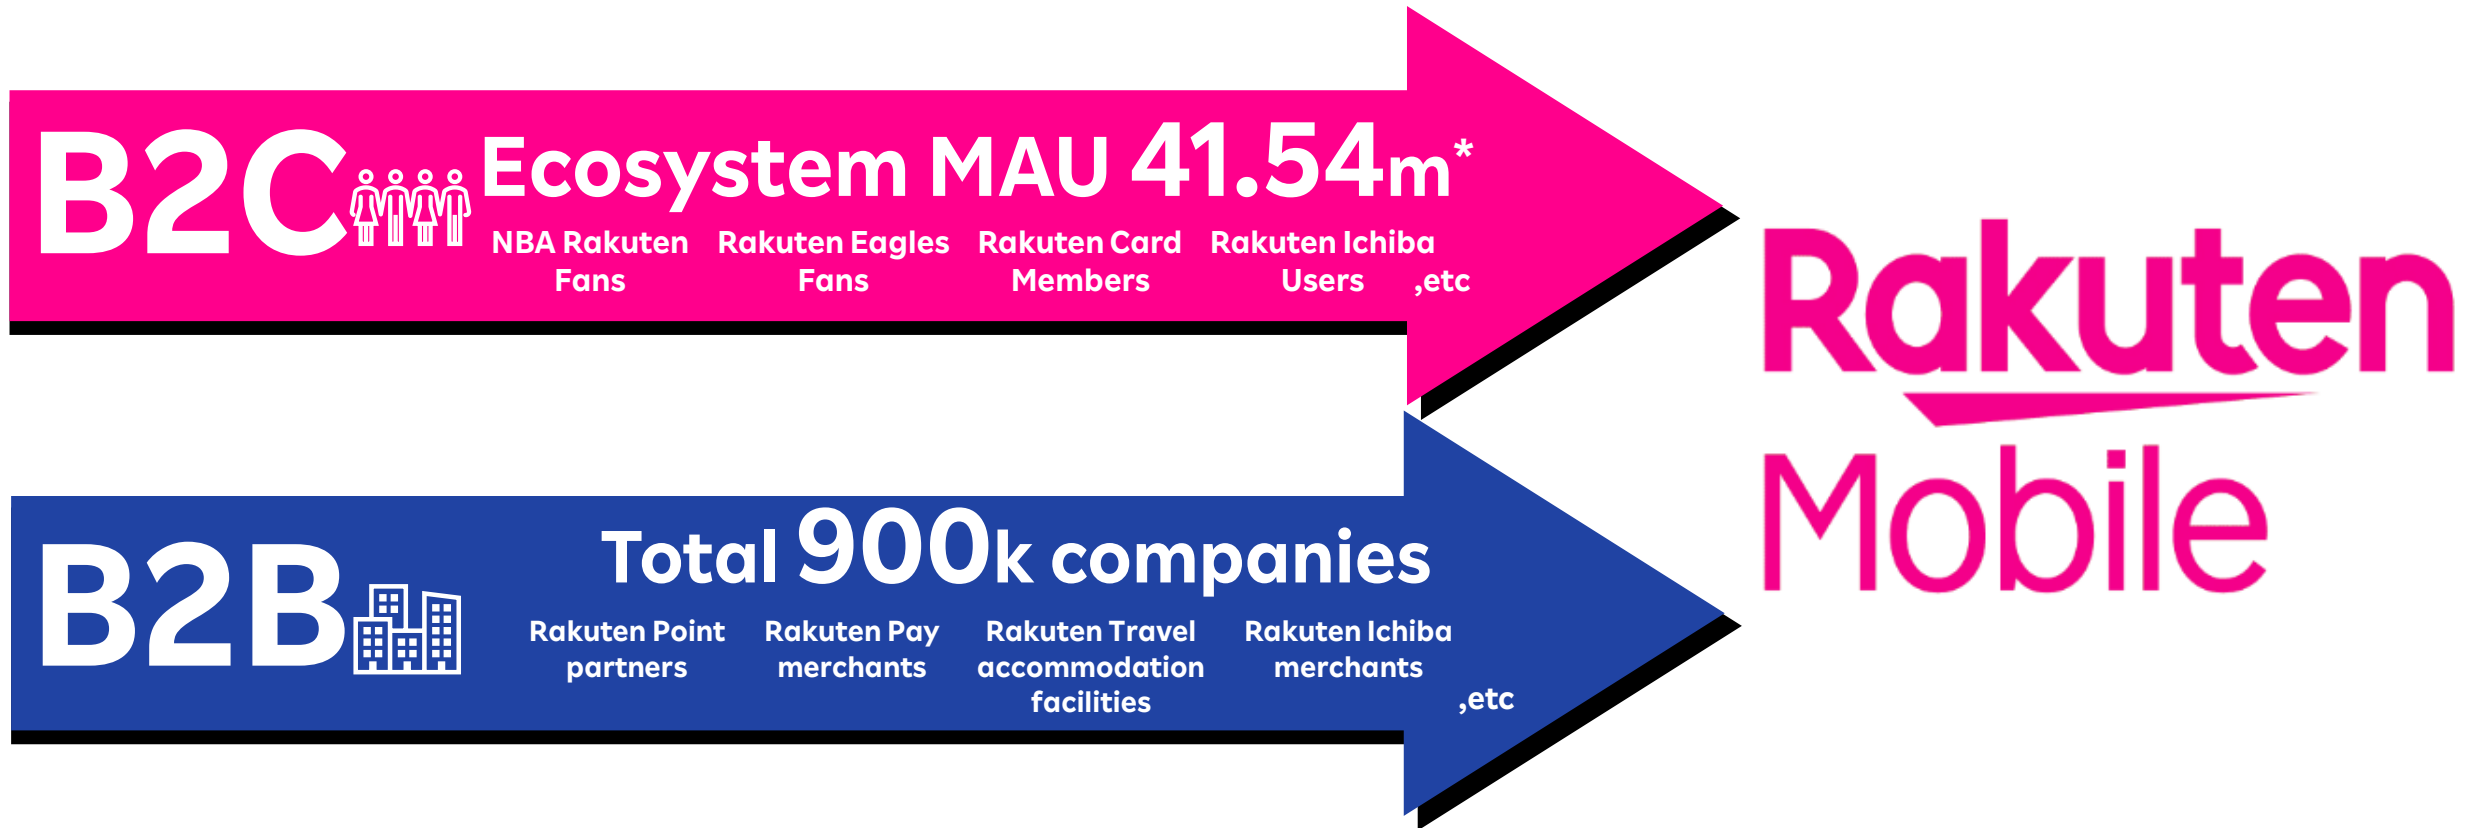 B2C
Ecosystem MAU 41.54m*
NBA Rakuten
Fans
Rakuten Eagles
Fans
Rakuten Card
Members
Rakuten Ichiba
Users
,etc
B2B
Total 900k companies
Rakuten Point
partners
Rakuten Pay
merchants
Rakuten Travel
accommodation
facilities
Rakuten Ichiba
merchants
,etc
Rakuten
Mobile